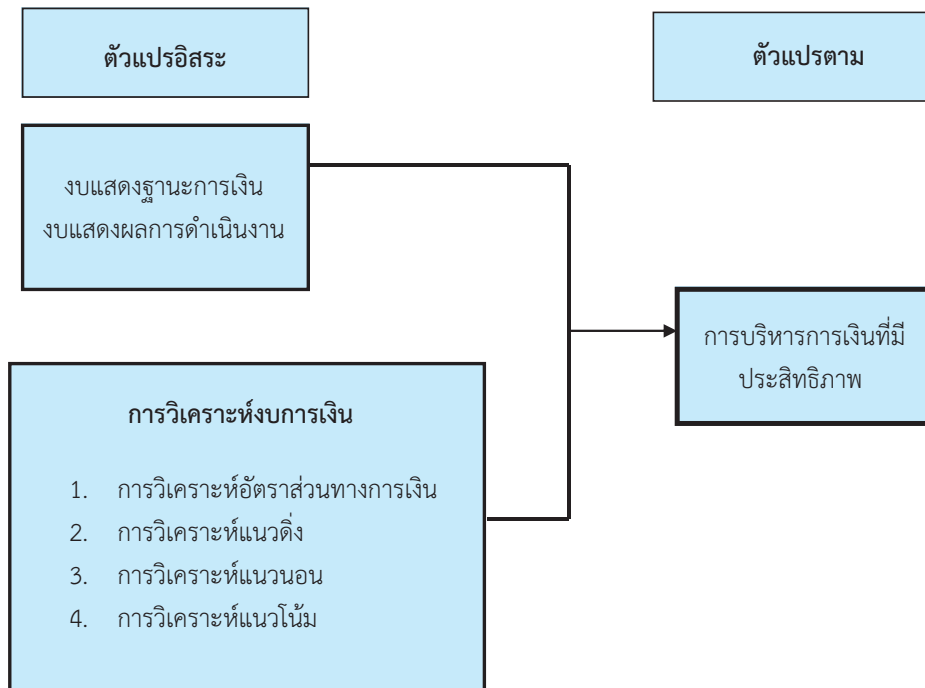 ตัวแปรอิสระ
ตัวแปรตาม
งบแสดงฐานะการเงิน
งบแสดงผลการดำเนินงาน
การบริหารการเงินที่มี
ประสิทธิภาพ
การวิเคราะห์งบการเงิน
1. การวิเคราะห์อัตราส่วนทางการเงิน
2. การวิเคราะห์แนวดิ่ง
3. การวิเคราะห์แนวนอน
4. การวิเคราะห์แนวโน้ม